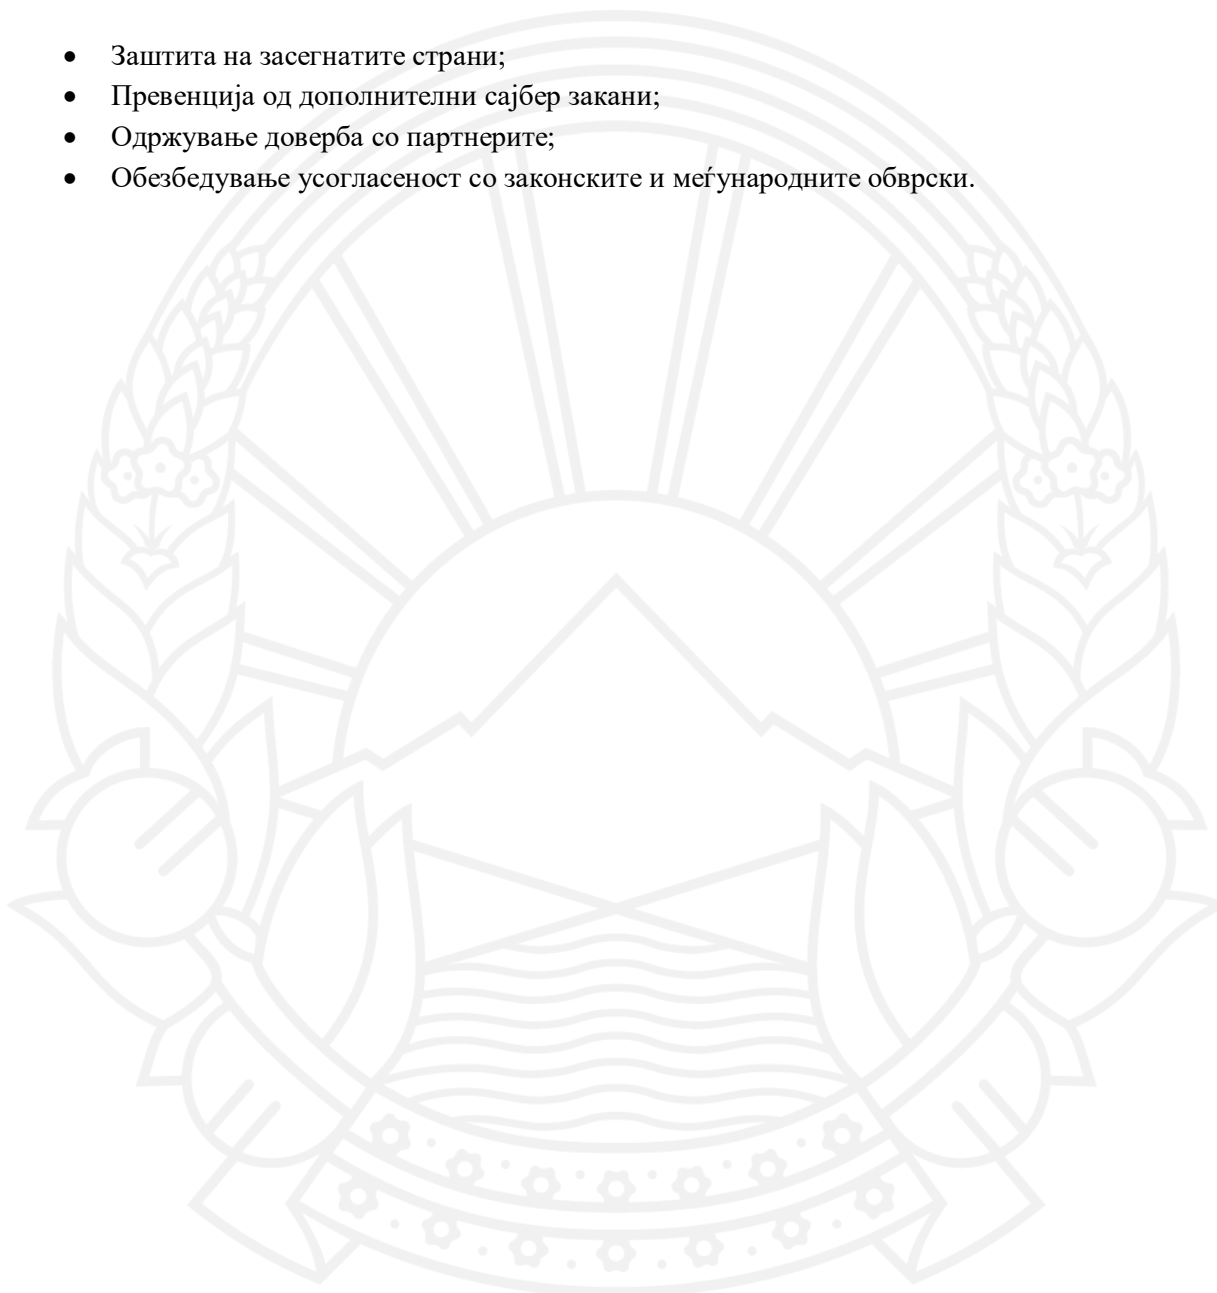 • Заштита на засегнатите страни;
• Превенција од дополнителни сајбер закани;
• Одржување доверба со партнерите;
• Обезбедување усогласеност со законските и меѓународните обврски.